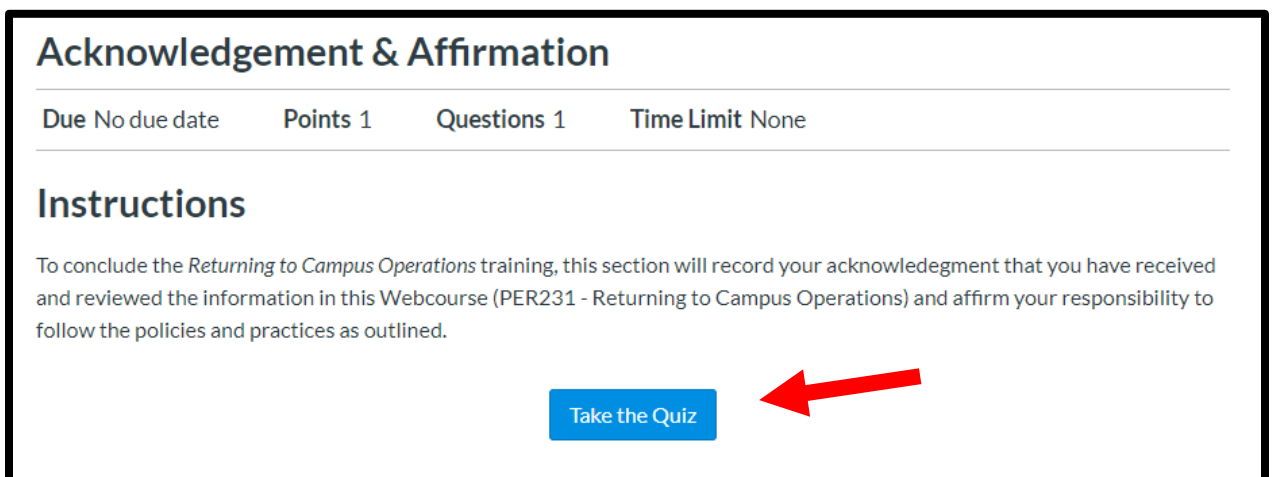 Acknowledgement & Affirmation
Due No due date Points 1 Questions 1 Time Limit None
Instructions
To conclude the Returning to Campus Operations training, this section will record your acknowledegment that you have received
and reviewed the information in this Webcourse (PER231 - Returning to Campus Operations) and affirm your responsibility to
follow the policies and practices as outlined.
Take the Quiz